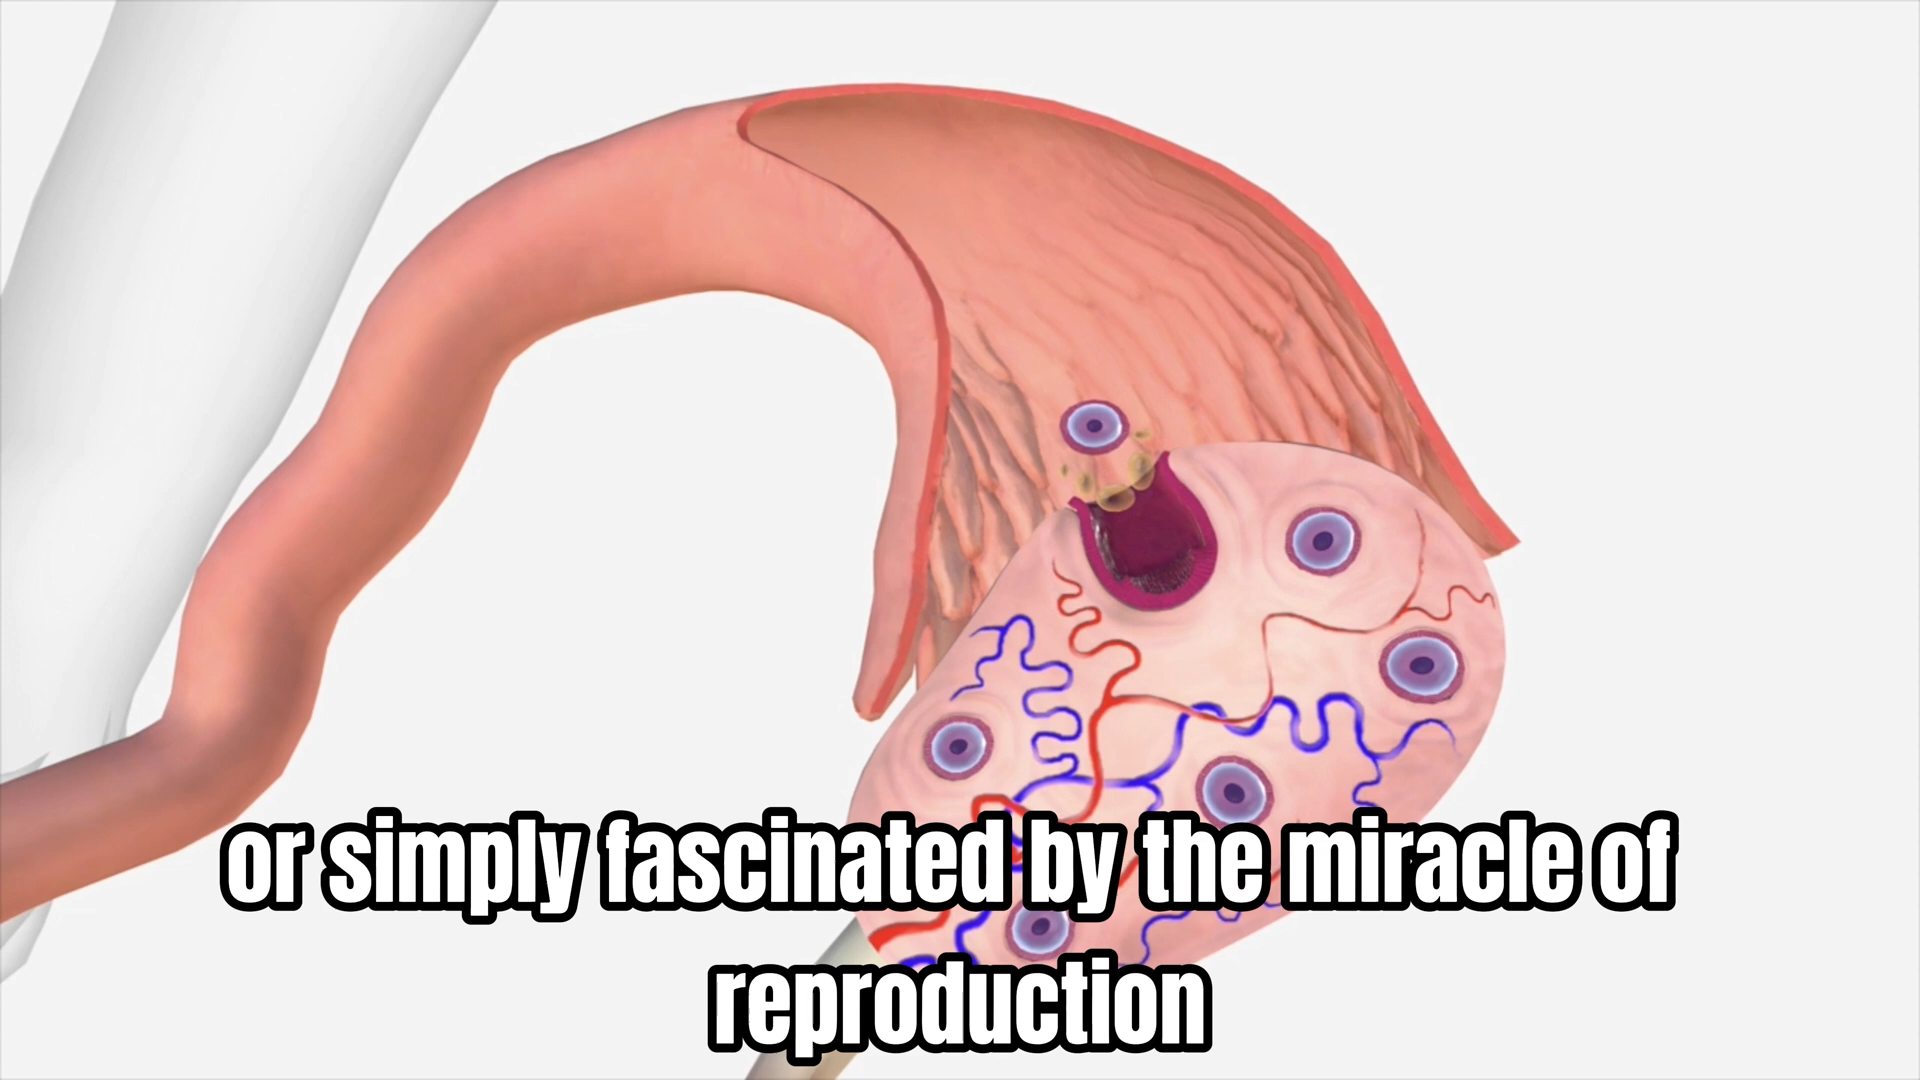 or simply fascinated by the miracle of
reproduction